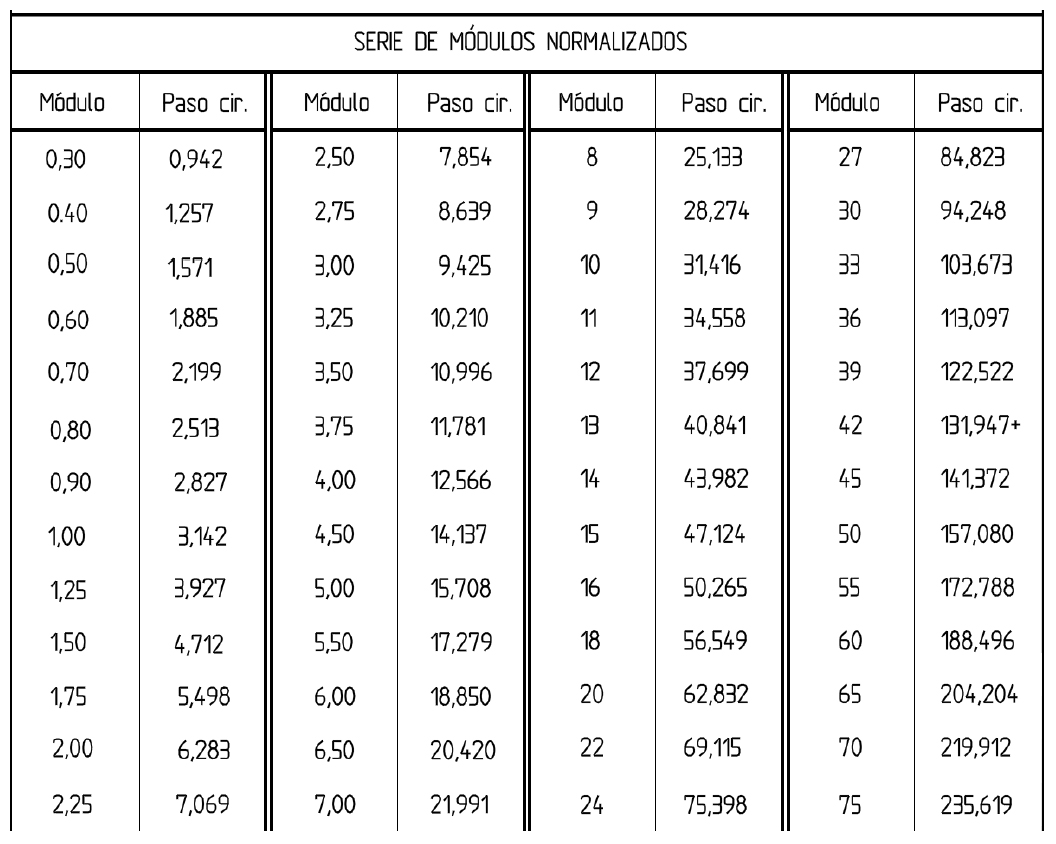 SERIE DE MÓDULOS NORMALIZADOS
Módulo Paso cir. Módulo Paso cir. Módulo Paso cir. Módulo Paso cir.
0,30 0,942 2,50 7,854 8 25,133 27 84,823
0.40 1,257 2,75 8,639 9 28,274 30 94,248
0,50 1,571 3,00 9,425 10 31,416 33 103,673
0,60 1,885 3,25 10,210 11 34,558 36 113,097
0,70 2,199 3,50 10,996 12 37,699 39 122,522
0,80 2,513 3,75 11,781 13 40,841 42 131,947+
0,90 2,827 4,00 12,566 14 43,982 45 141,372
1,00 3,142 4,50 14,137 15 47,124 50 157,080
1,25 3,927 5,00 15,708 16 50,265 55 172,788
1,50 4,712 5,50 17,279 18 56,549 60 188,496
1,75 5,498 6,00 18,850 20 62,832 65 204,204
2,00 6,283 6,50 20,420 22 69,115 70 219,912
2,25 7,069 7,00 21,991 24 75,398 75 235,619